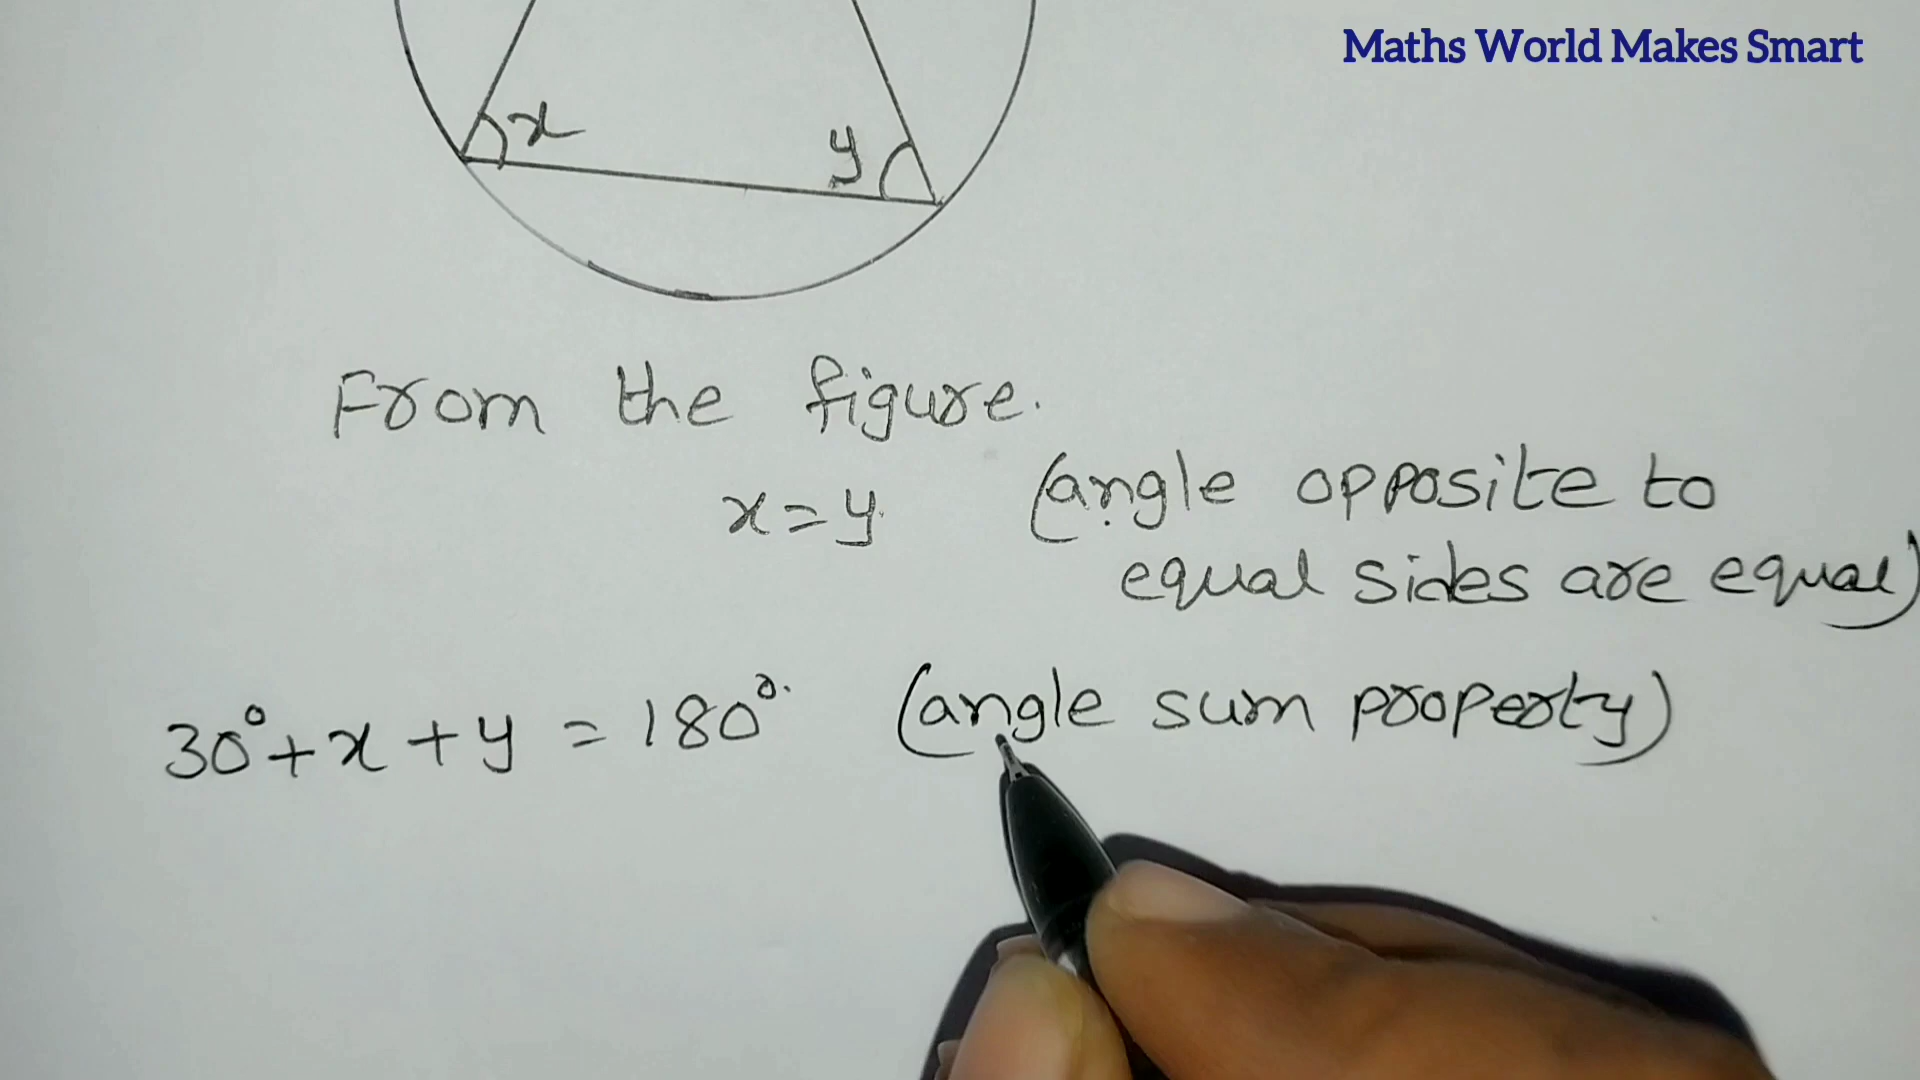 Maths World Makes Smart
x
y
From the figure.
x = y. (angle opposite to
equal sides are equal)
30° + x + y = 180°. (angle sum property)